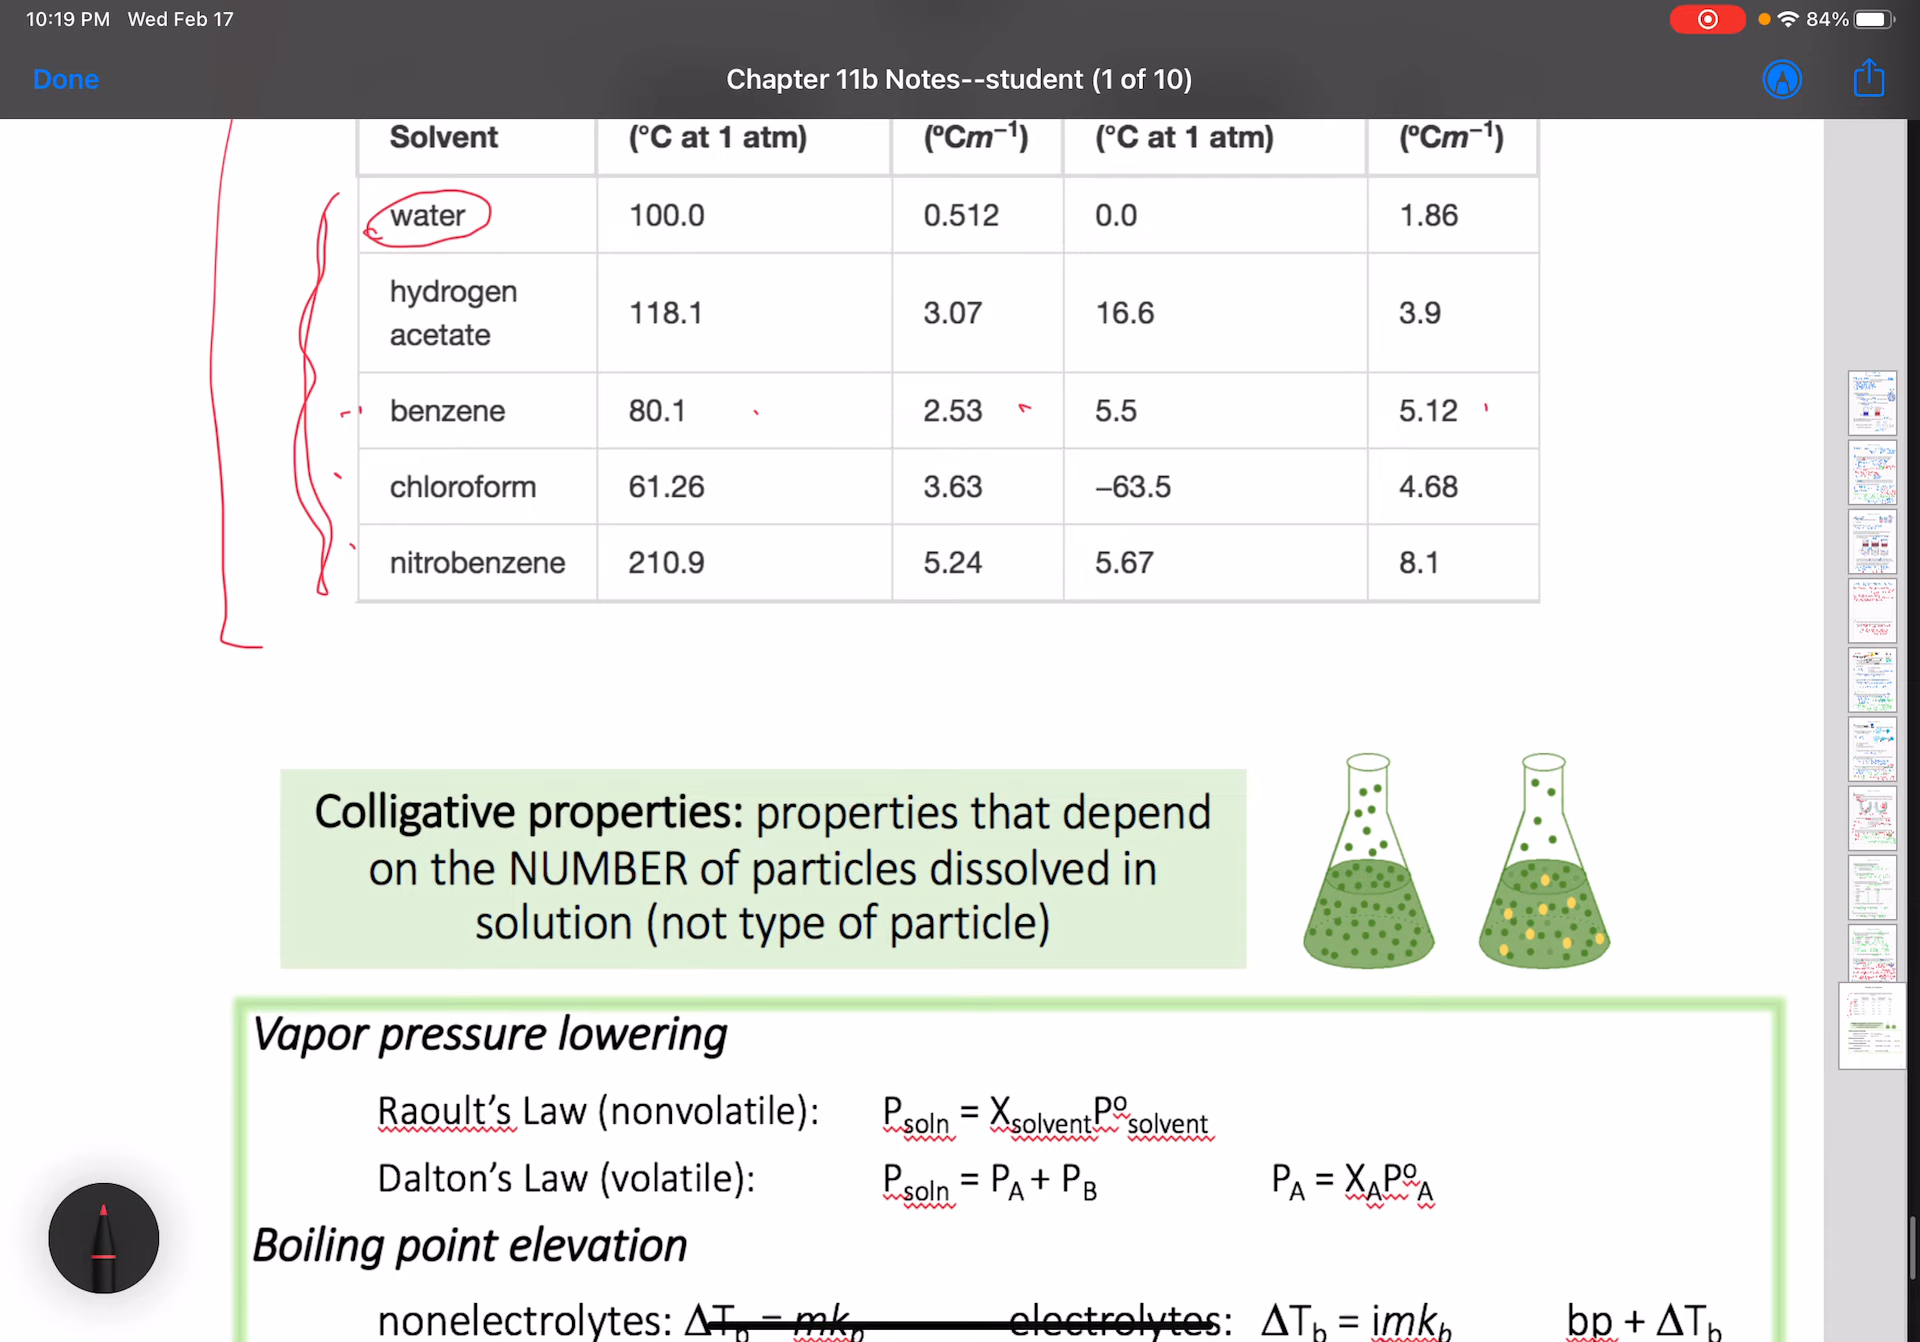 10:19 PM Wed Feb 17
84%
Done
Chapter 11b Notes--student (1 of 10)
Solvent (°C at 1 atm) (ºCm⁻¹) (°C at 1 atm) (ºCm⁻¹)
water 100.0 0.512 0.0 1.86
hydrogen
acetate 118.1 3.07 16.6 3.9
benzene 80.1 2.53 5.5 5.12
chloroform 61.26 3.63 –63.5 4.68
nitrobenzene 210.9 5.24 5.67 8.1
Colligative properties: properties that depend
on the NUMBER of particles dissolved in
solution (not type of particle)
Vapor pressure lowering
Raoult's Law (nonvolatile): Psoln = XsolventPºsolvent
Dalton's Law (volatile): Psoln = PA + PB PA = XAPºA
Boiling point elevation
nonelectrolytes: ΔTb = mkb electrolytes: ΔTb = imkb bp + ΔTb